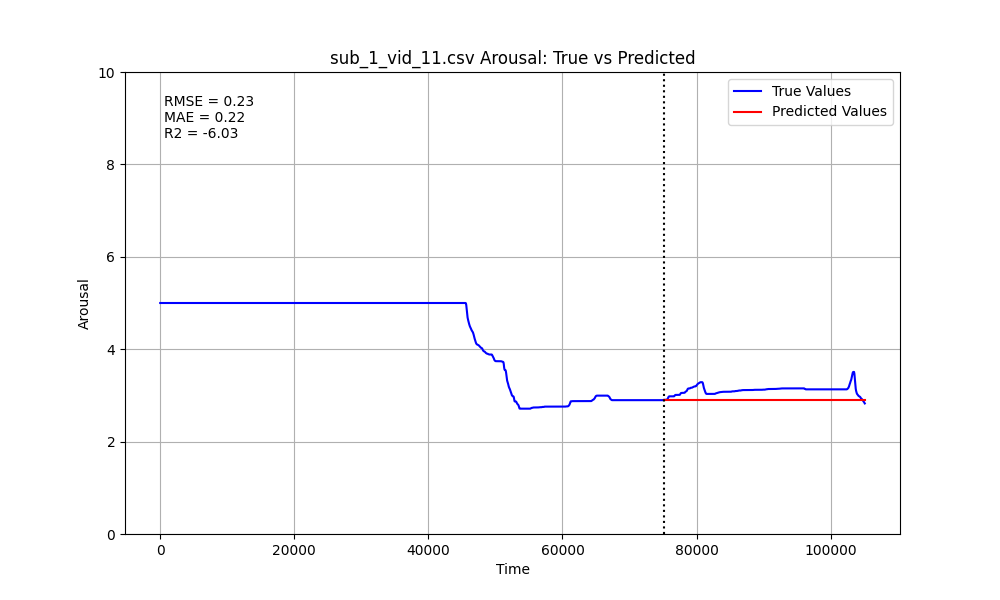 sub_1_vid_11.csv Arousal: True vs Predicted
10
8
6
4
2
0
Arousal
RMSE = 0.23
MAE = 0.22
R2 = -6.03
True Values
Predicted Values
0
20000
40000
60000
80000
100000
Time